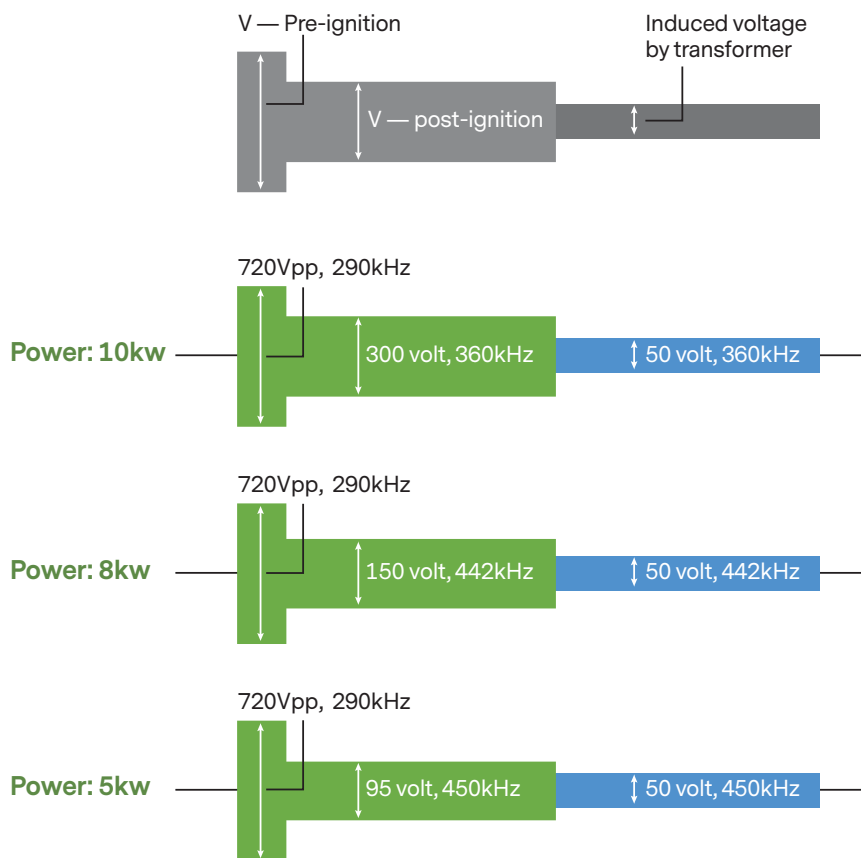 V — Pre-ignition
Induced voltage
by transformer
V — post-ignition
720Vpp, 290kHz
Power: 10kw
300 volt, 360kHz
50 volt, 360kHz
720Vpp, 290kHz
Power: 8kw
150 volt, 442kHz
50 volt, 442kHz
720Vpp, 290kHz
Power: 5kw
95 volt, 450kHz
50 volt, 450kHz